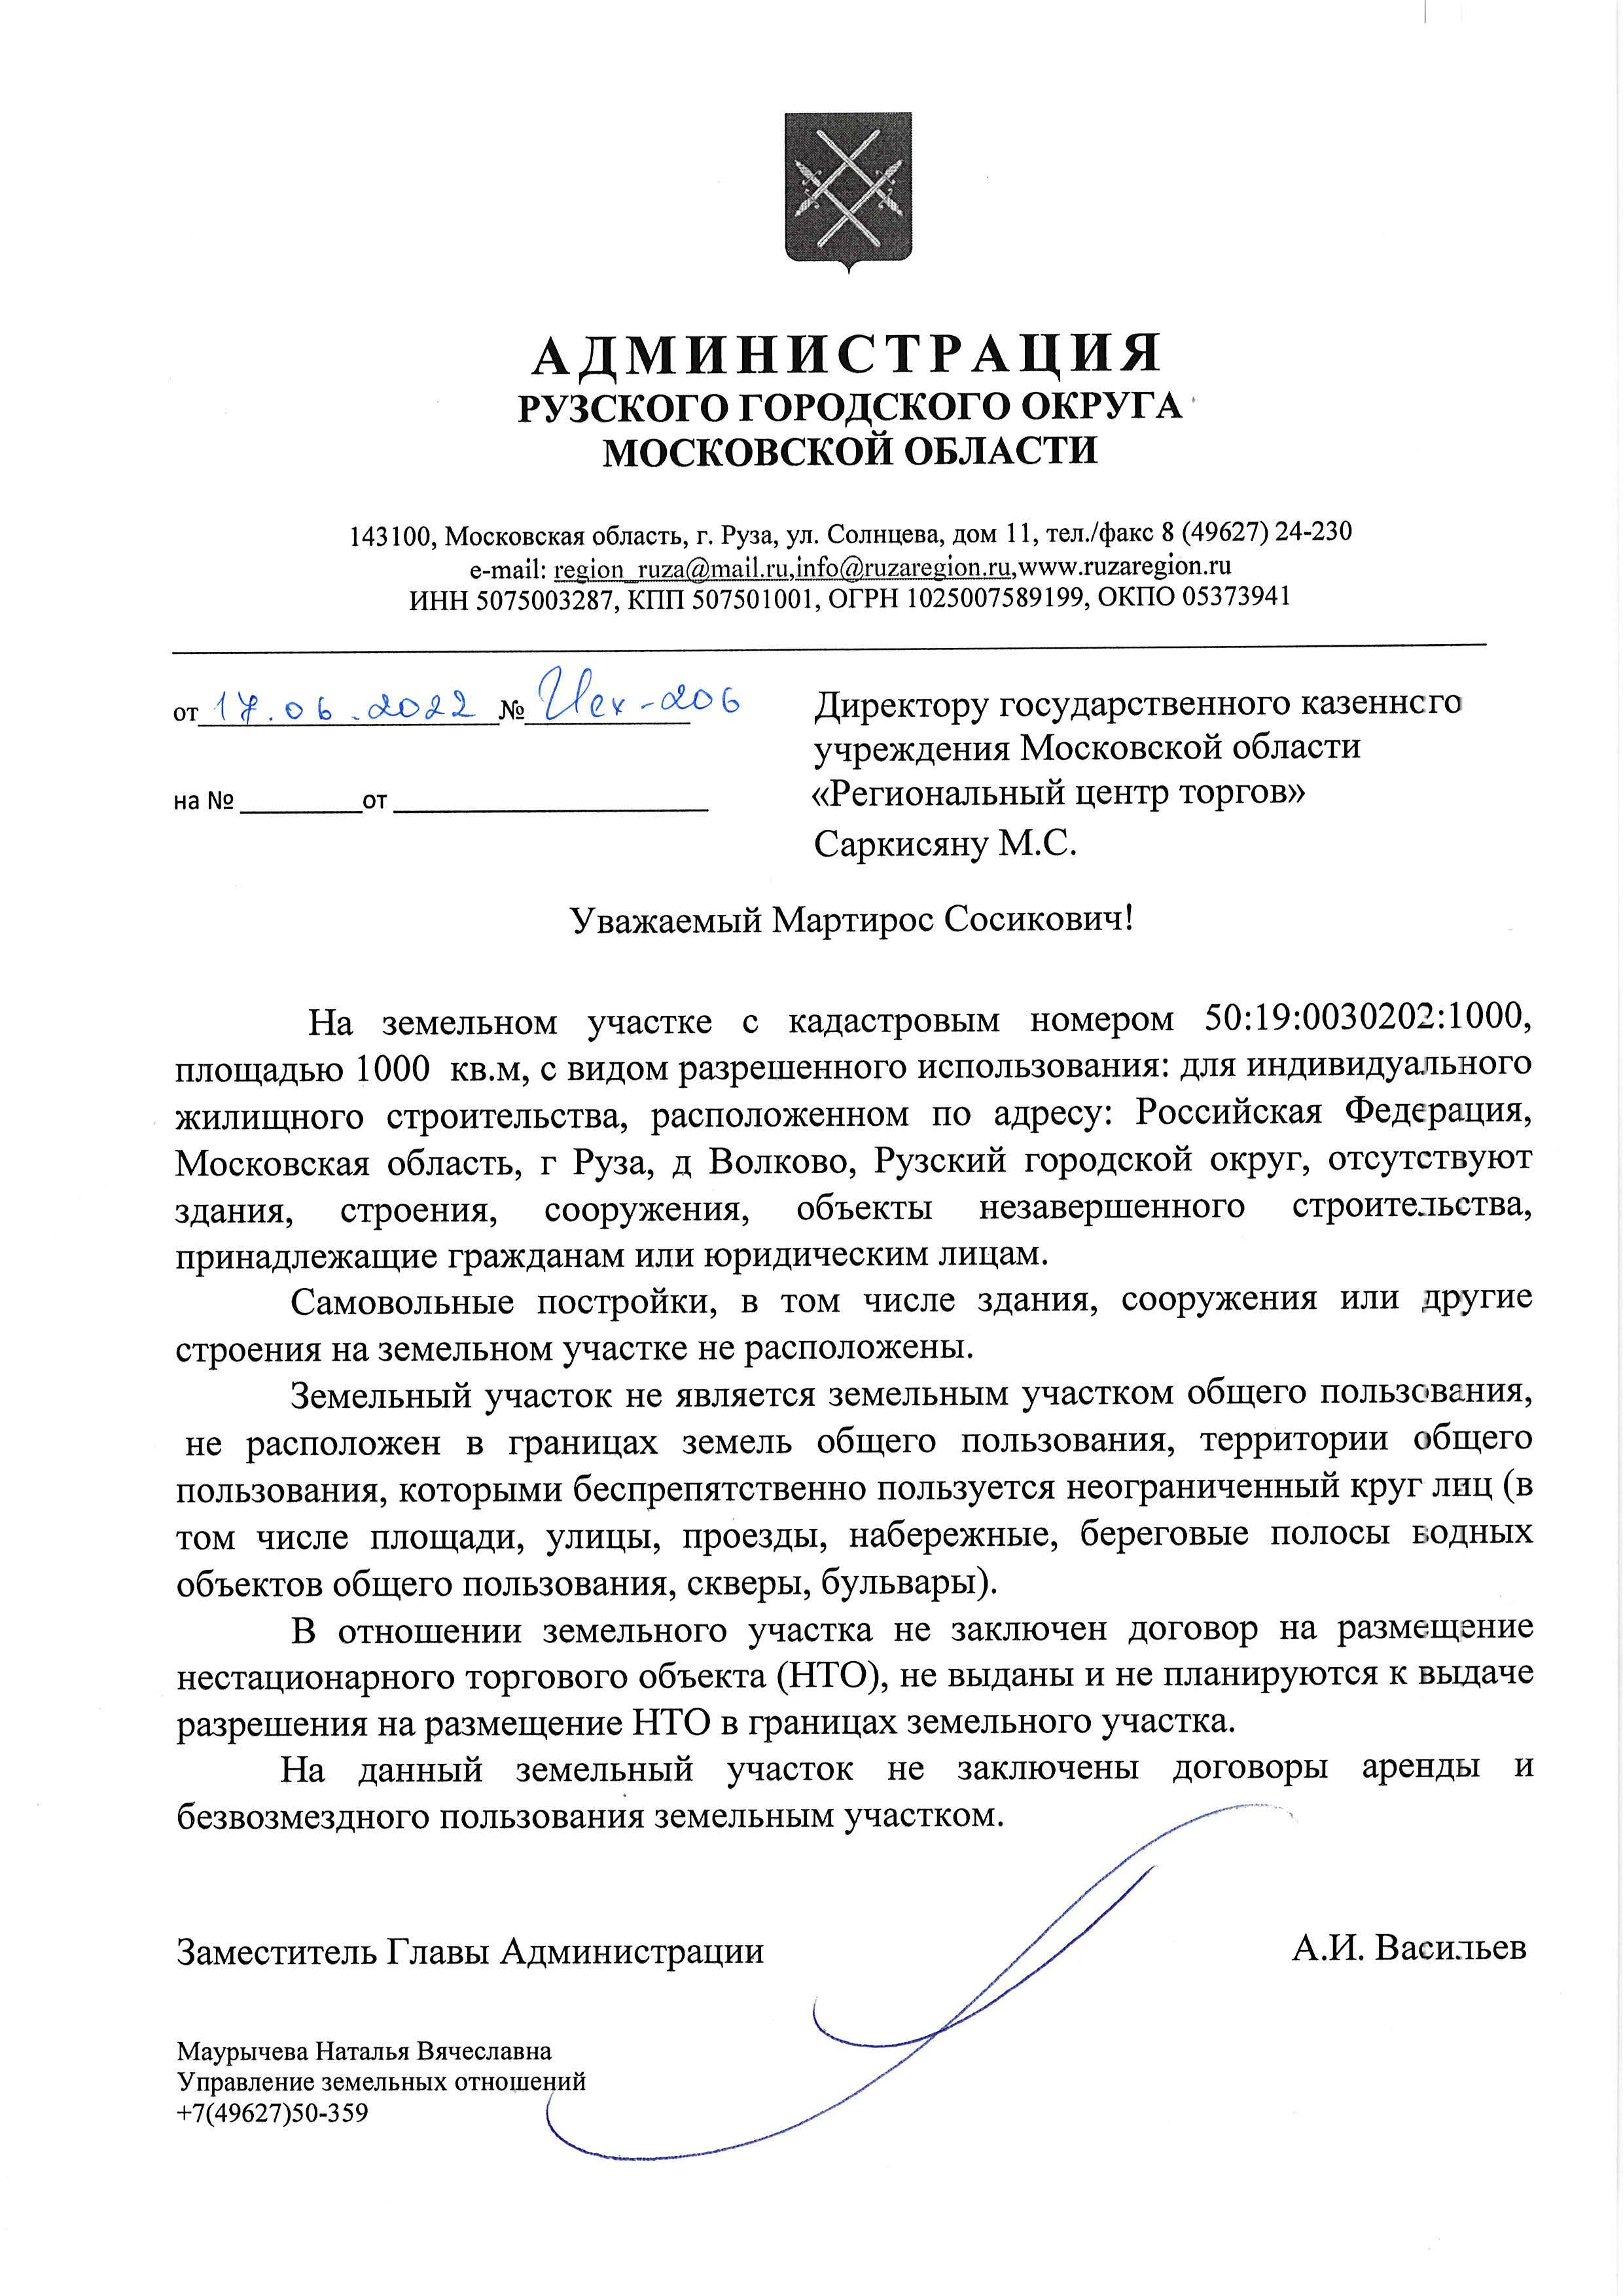 АДМИНИСТРАЦИЯ
РУЗСКОГО ГОРОДСКОГО ОКРУГА
МОСКОВСКОЙ ОБЛАСТИ
143100, Московская область, г. Руза, ул. Солнцева, дом 11, тел./факс 8 (49627) 24-230
e-mail: region_ruza@mail.ru,info@ruzaregion.ru,www.ruzaregion.ru
ИНН 5075003287, КПП 507501001, ОГРН 1025007589199, ОКПО 05373941
от 17.06.2022 № Исх-206
на № ________ от ________
Директору государственного казенного
учреждения Московской области
«Региональный центр торгов»
Саркисяну М.С.
Уважаемый Мартирос Сосикович!
На земельном участке с кадастровым номером 50:19:0030202:1000,
площадью 1000 кв.м, с видом разрешенного использования: для индивидуального
жилищного строительства, расположенном по адресу: Российская Федерация,
Московская область, г Руза, д Волково, Рузский городской округ, отсутствуют
здания, строения, сооружения, объекты незавершенного строительства,
принадлежащие гражданам или юридическим лицам.
Самовольные постройки, в том числе здания, сооружения или другие
строения на земельном участке не расположены.
Земельный участок не является земельным участком общего пользования,
не расположен в границах земель общего пользования, территории общего
пользования, которыми беспрепятственно пользуется неограниченный круг лиц (в
том числе площади, улицы, проезды, набережные, береговые полосы водных
объектов общего пользования, скверы, бульвары).
В отношении земельного участка не заключен договор на размещение
нестационарного торгового объекта (НТО), не выданы и не планируются к выдаче
разрешения на размещение НТО в границах земельного участка.
На данный земельный участок не заключены договоры аренды и
безвозмездного пользования земельным участком.
Заместитель Главы Администрации
А.И. Васильев
Маурычева Наталья Вячеславна
Управление земельных отношений
+7(49627)50-359